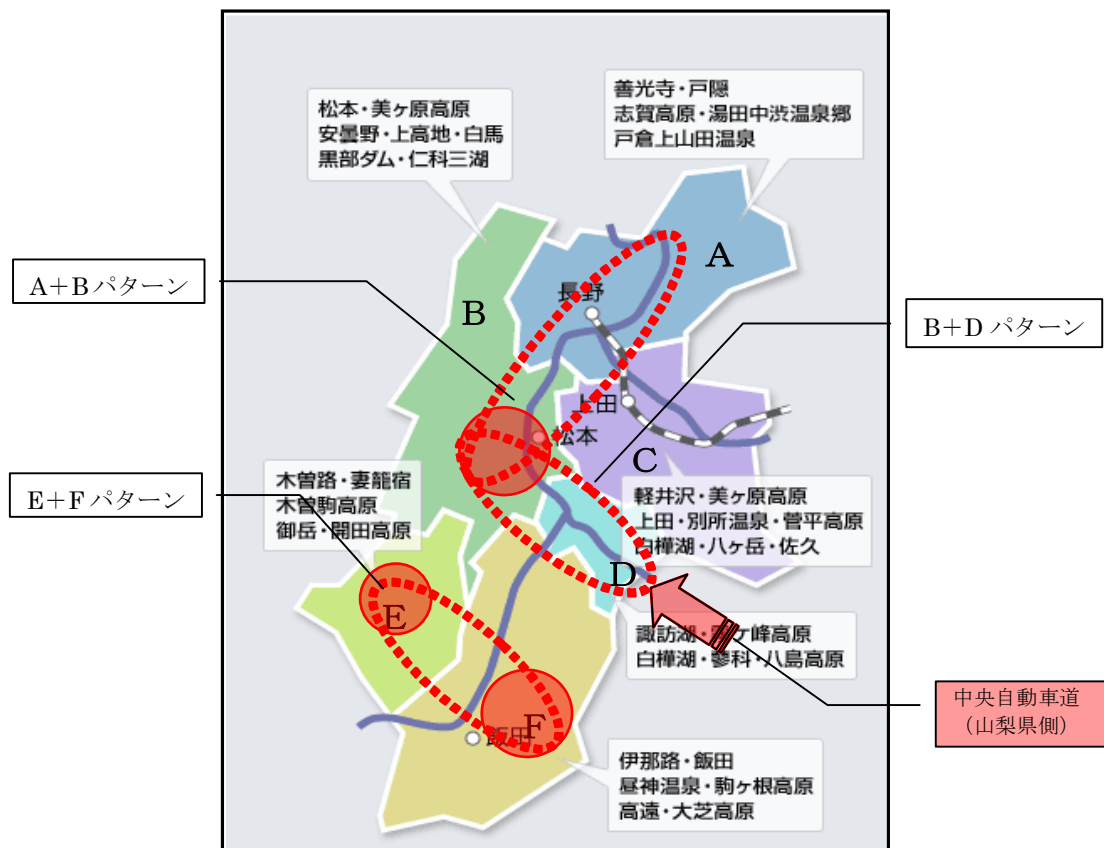 善光寺・戸隠
志賀高原・湯田中渋温泉郷
戸倉上山田温泉
松本・美ヶ原高原
安曇野・上高地・白馬
黒部ダム・仁科三湖
A
A+Bパターン
長野
B
B+Dパターン
上田
松本
C
木曽路・妻籠宿
木曽駒高原
御岳・開田高原
E+Fパターン
軽井沢・美ヶ原高原
上田・別所温泉・菅平高原
白樺湖・八ヶ岳・佐久
D
E
諏訪湖・霧ヶ峰高原
白樺湖・蓼科・八島高原
中央自動車道
(山梨県側)
F
飯田
伊那路・飯田
昼神温泉・駒ヶ根高原
高遠・大芝高原